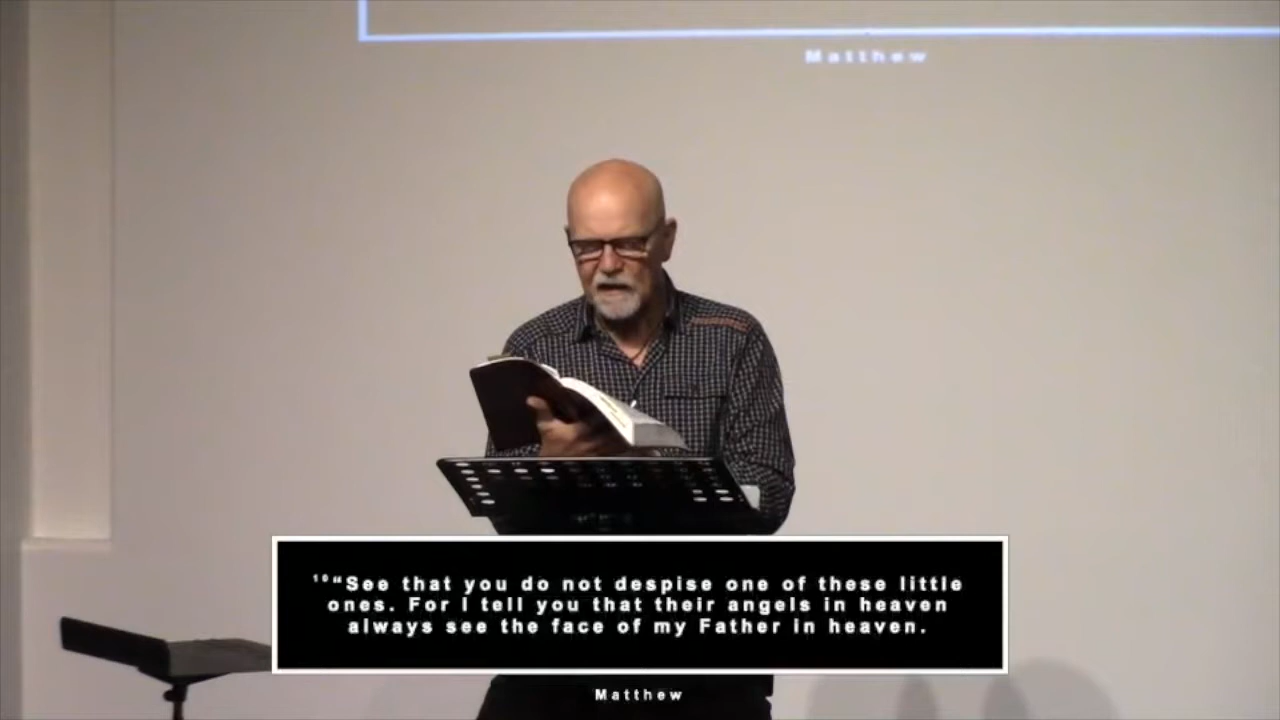 Matthew
¹⁰“See that you do not despise one of these little
ones. For I tell you that their angels in heaven
always see the face of my Father in heaven.
Matthew